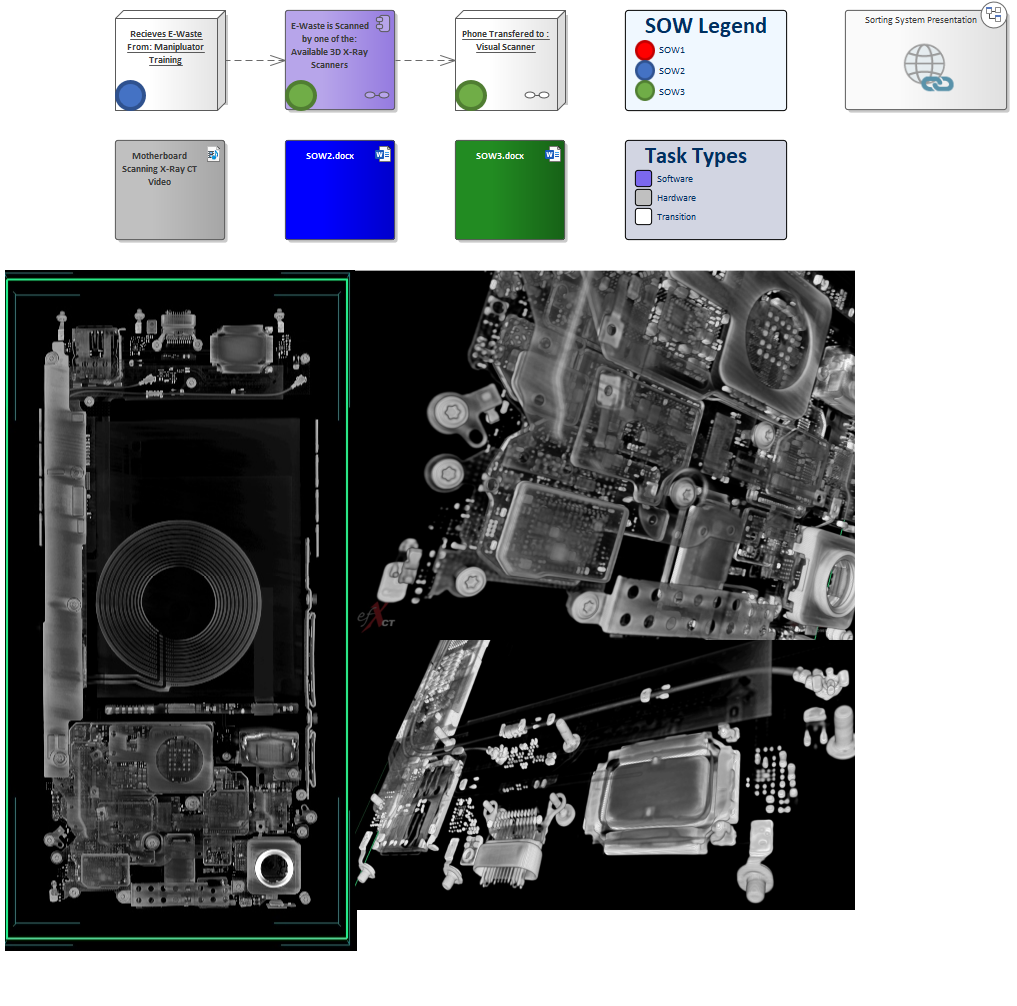 Recieves E-Waste
From: Manipluator
Training
E-Waste is Scanned
by one of the:
Available 3D X-Ray
Scanners
Phone Transfered to :
Visual Scanner
SOW Legend
SOW1
SOW2
SOW3
Sorting System Presentation
Motherboard
Scanning X-Ray CT
Video
SOW2.docx
SOW3.docx
Task Types
Software
Hardware
Transition
efXCT